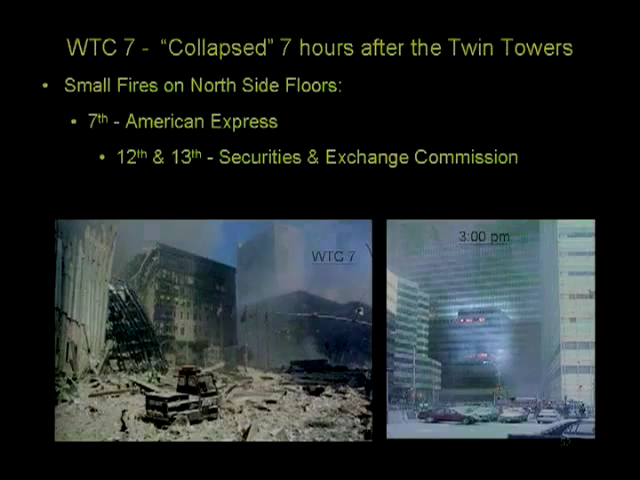 WTC 7 - “Collapsed” 7 hours after the Twin Towers
• Small Fires on North Side Floors:
• 7th - American Express
• 12th & 13th - Securities & Exchange Commission
WTC 7
3:00 pm